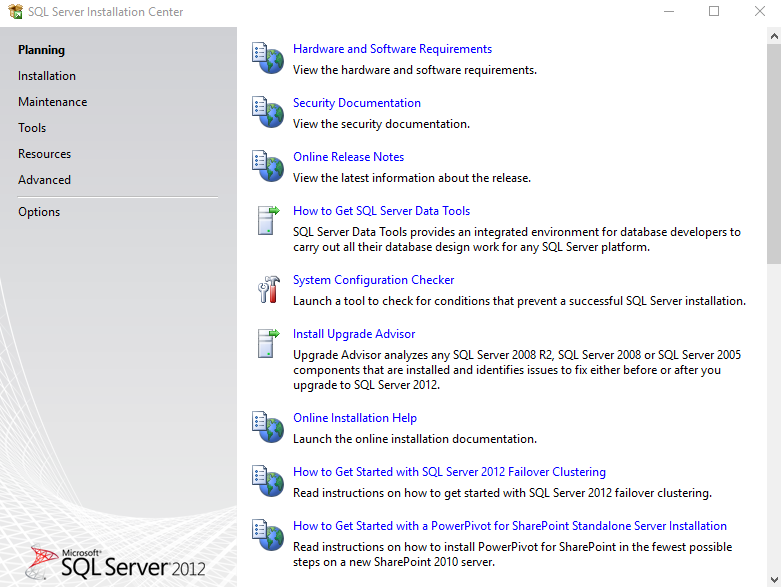 SQL Server Installation Center
Planning
Installation
Maintenance
Tools
Resources
Advanced
Options
Hardware and Software Requirements
View the hardware and software requirements.
Security Documentation
View the security documentation.
Online Release Notes
View the latest information about the release.
How to Get SQL Server Data Tools
SQL Server Data Tools provides an integrated environment for database developers to
carry out all their database design work for any SQL Server platform.
System Configuration Checker
Launch a tool to check for conditions that prevent a successful SQL Server installation.
Install Upgrade Advisor
Upgrade Advisor analyzes any SQL Server 2008 R2, SQL Server 2008 or SQL Server 2005
components that are installed and identifies issues to fix either before or after you
upgrade to SQL Server 2012.
Online Installation Help
Launch the online installation documentation.
How to Get Started with SQL Server 2012 Failover Clustering
Read instructions on how to get started with SQL Server 2012 failover clustering.
How to Get Started with a PowerPivot for SharePoint Standalone Server Installation
Read instructions on how to install PowerPivot for SharePoint in the fewest possible
steps on a new SharePoint 2010 server.
Microsoft®
SQL Server 2012